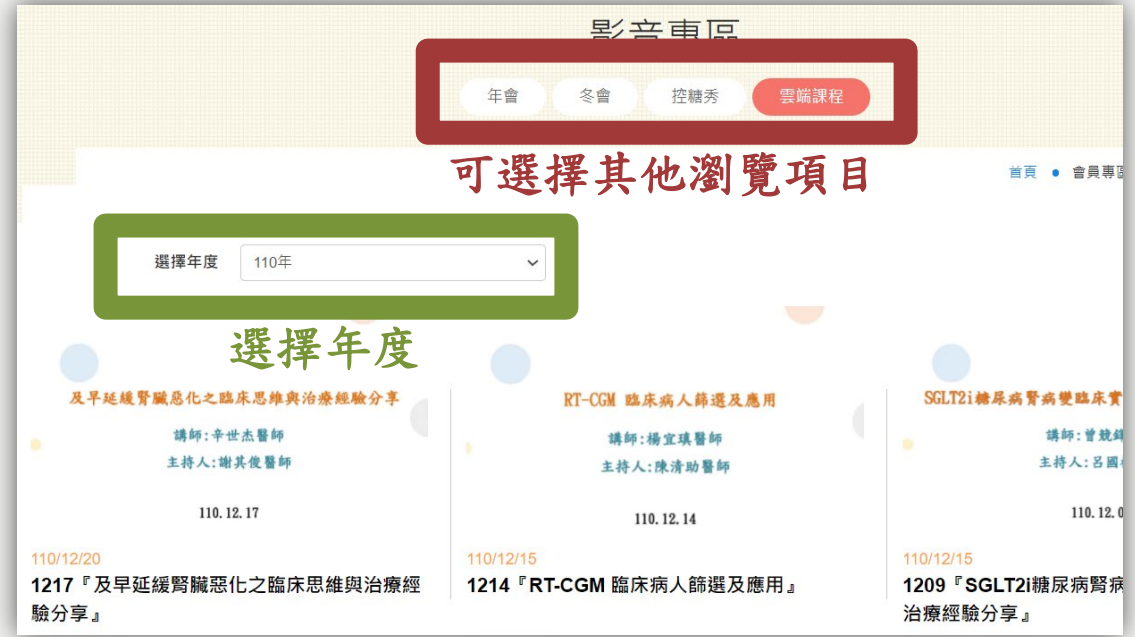 影音專區
年會 冬會 控糖秀 雲端課程
可選擇其他瀏覽項目
首頁 ● 會員專區
選擇年度 110年
選擇年度
及早延緩腎臟惡化之臨床思維與治療經驗分享
講師:辛世杰醫師
主持人:謝其俊醫師
110.12.17
110/12/20
1217『及早延緩腎臟惡化之臨床思維與治療經
驗分享』
RT-CGM 臨床病人篩選及應用
講師:楊宜瑱醫師
主持人:陳清助醫師
110.12.14
110/12/15
1214『RT-CGM 臨床病人篩選及應用』
SGLT2i糖尿病腎病變臨床實
講師:曾競鋒
主持人:呂國
110.12.0
110/12/15
1209『SGLT2i糖尿病腎病
治療經驗分享』